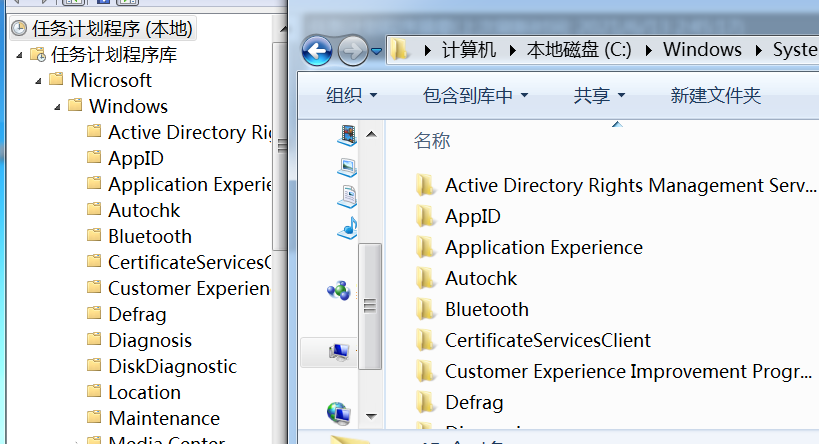 任务计划程序 (本地)
任务计划程序库
Microsoft
Windows
Active Directory Ri
AppID
Application Experie
Autochk
Bluetooth
CertificateServicesC
Customer Experien
Defrag
Diagnosis
DiskDiagnostic
Location
Maintenance
Media Center
计算机 本地磁盘 (C:) Windows Syste
组织 包含到库中 共享 新建文件夹
名称
Active Directory Rights Management Serv...
AppID
Application Experience
Autochk
Bluetooth
CertificateServicesClient
Customer Experience Improvement Progr...
Defrag